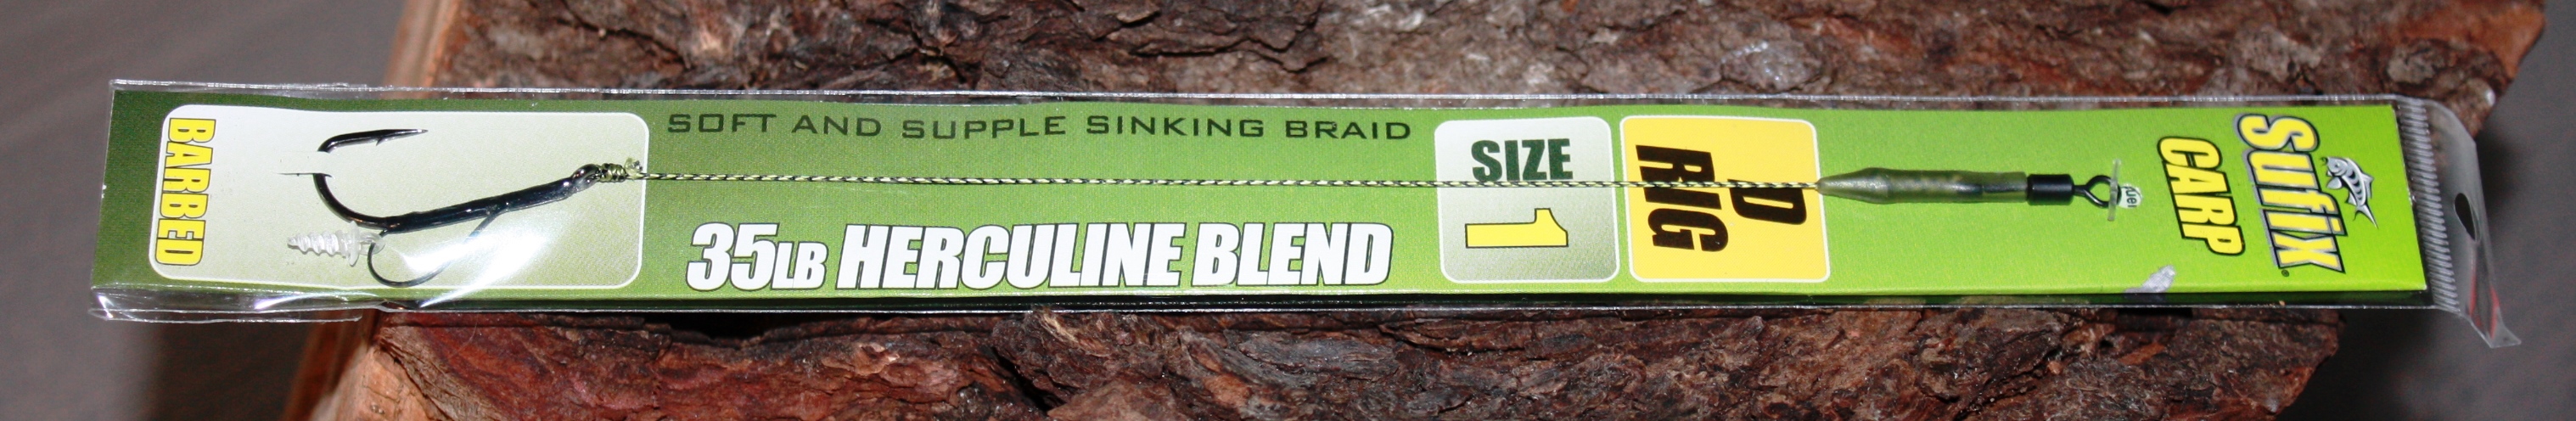 BARBED
SOFT AND SUPPLE SINKING BRAID
35LB HERCULINE BLEND
SIZE
1
D
RIG
Sufix®
CARP